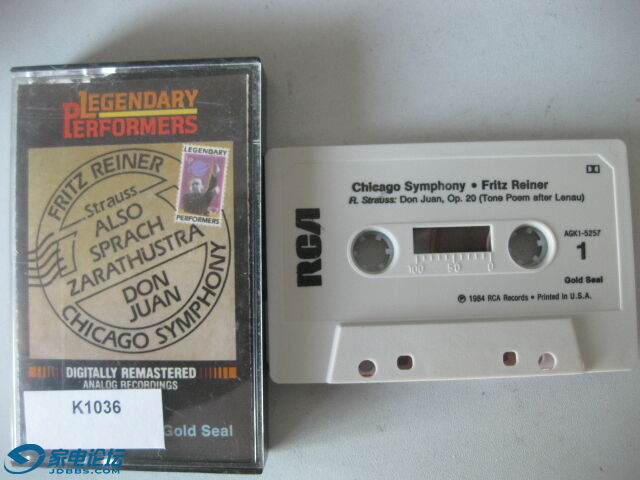 LEGENDARY
PERFORMERS
FRITZ REINER
Strauss
ALSO
SPRACH
ZARATHUSTRA
DON
JUAN
CHICAGO SYMPHONY
LEGENDARY
PERFORMERS
DIGITALLY REMASTERED
ANALOG RECORDINGS
K1036
Gold Seal
家电论坛
JDBBS.COM
Chicago Symphony • Fritz Reiner
R. Strauss: Don Juan, Op. 20 (Tone Poem after Lenau)
RCA
AGK1-5257
1
100 50 0
Gold Seal
℗ 1984 RCA Records • Printed in U.S.A.